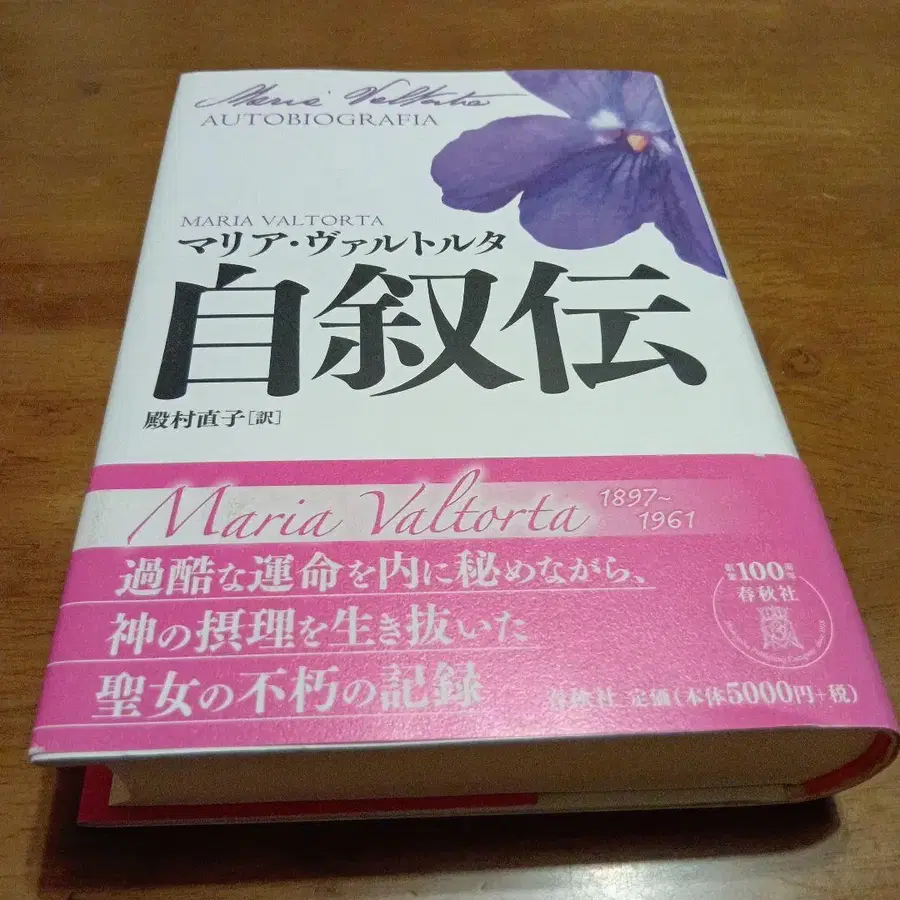 Maria Valtorta
AUTOBIOGRAFIA
MARIA VALTORTA
マリア・ヴァルトルタ
自叙伝
殿村直子[訳]
Maria Valtorta 1897~1961
過酷な運命を内に秘めながら、
神の摂理を生き抜いた
聖女の不朽の記録
100
春秋社
春秋社 定価(本体5000円+税)